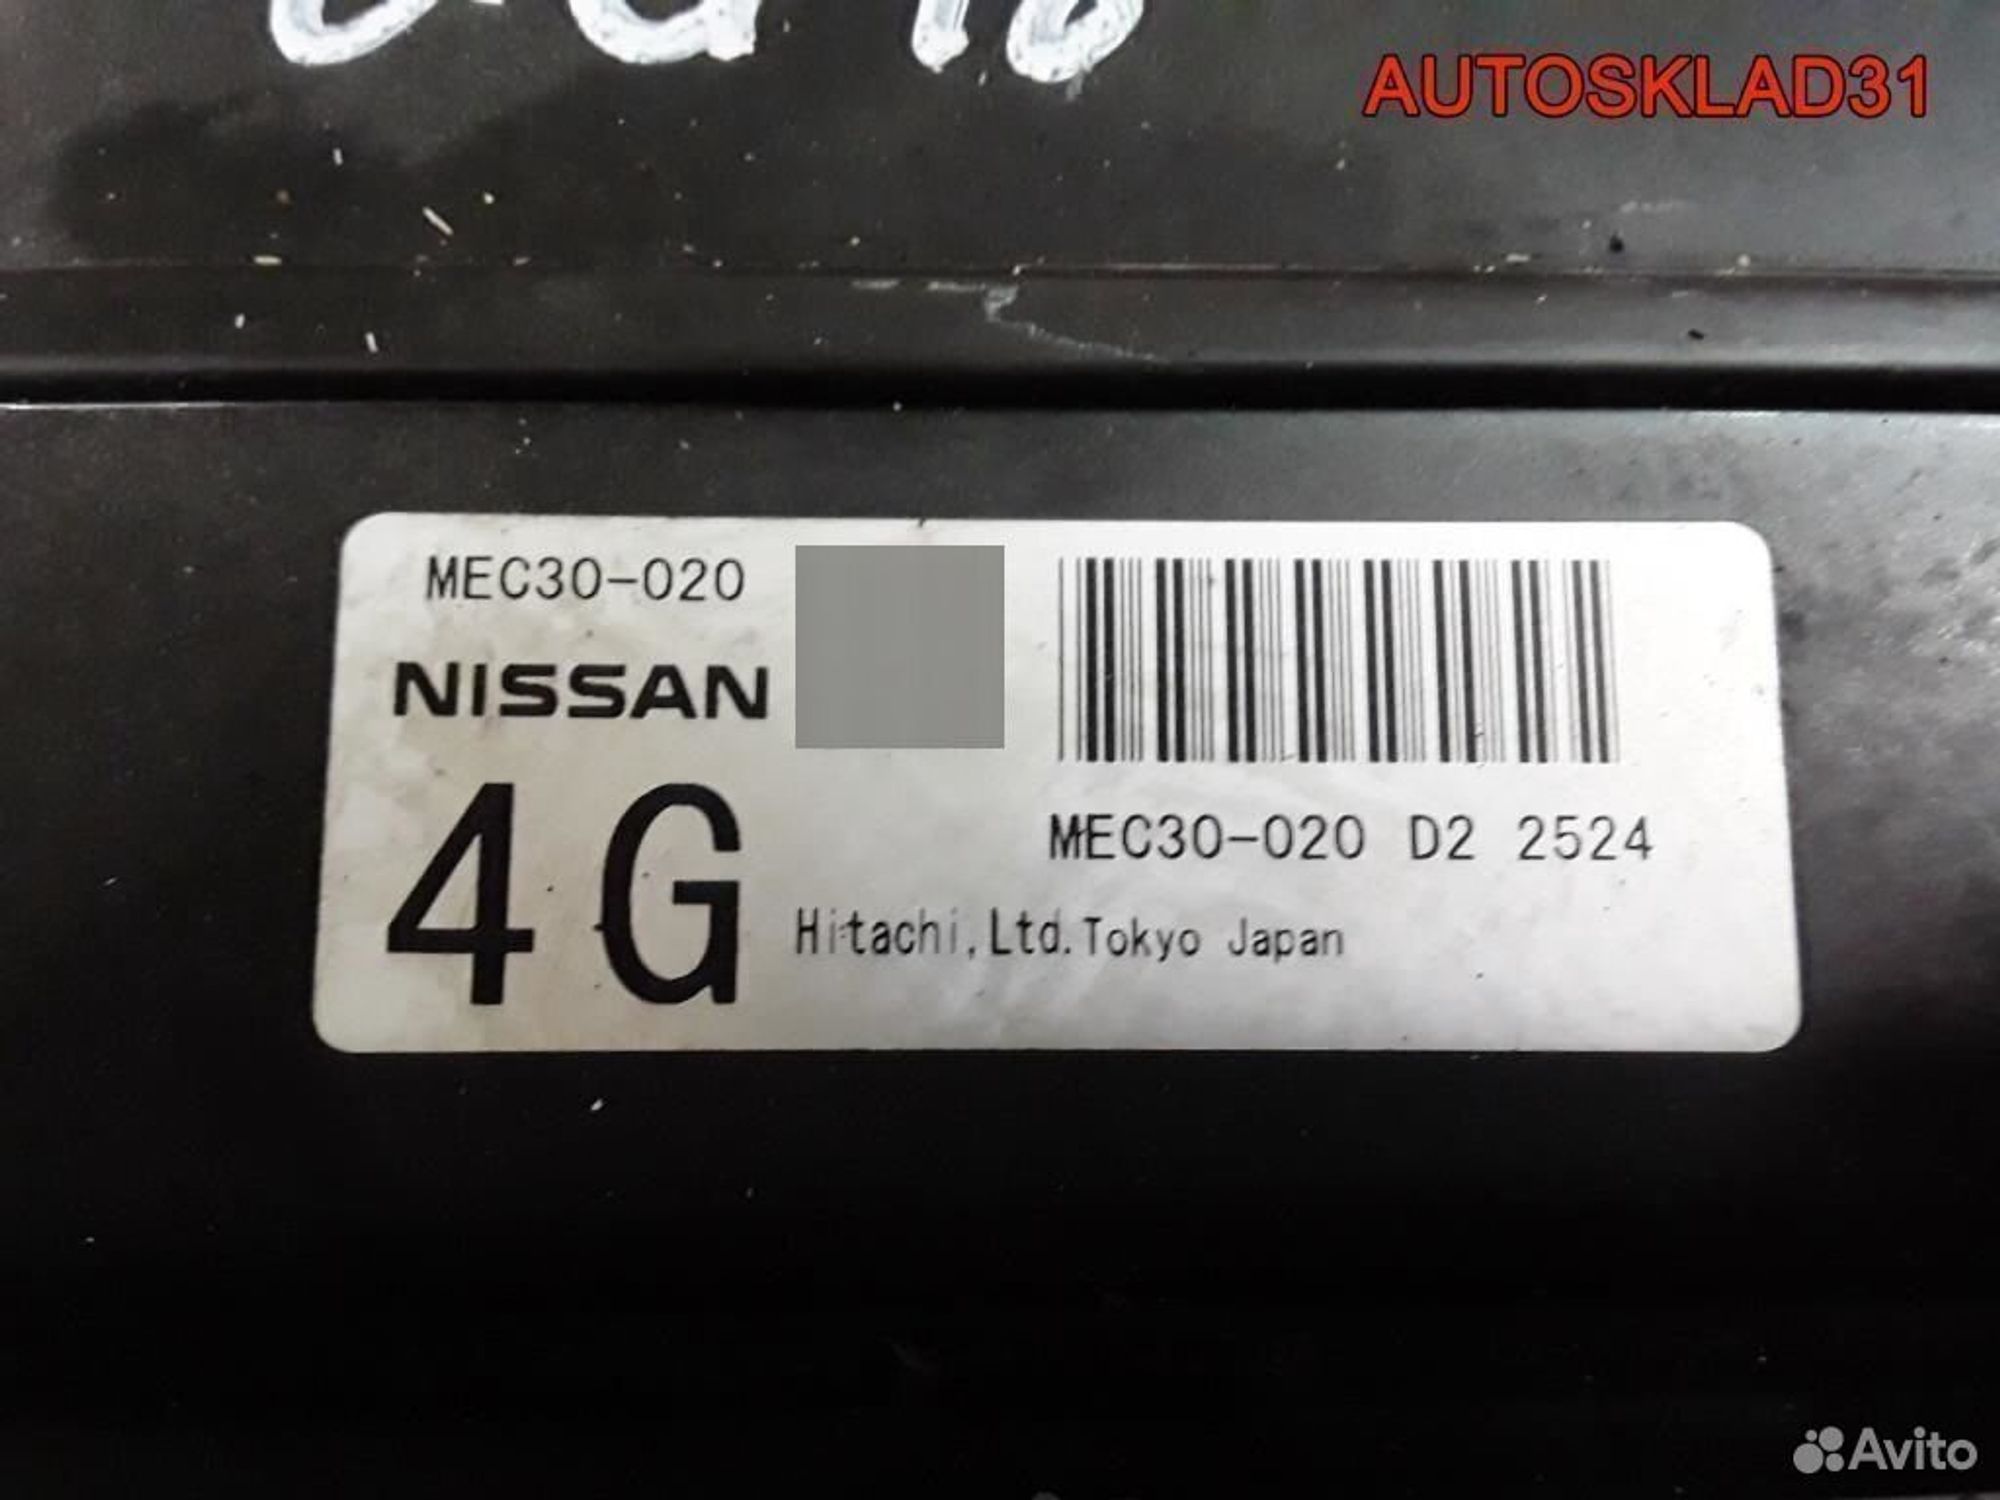 AUTOSKLAD31
MEC30-020
NISSAN
4G
MEC30-020 D2 2524
Hitachi,Ltd.Tokyo Japan
Avito